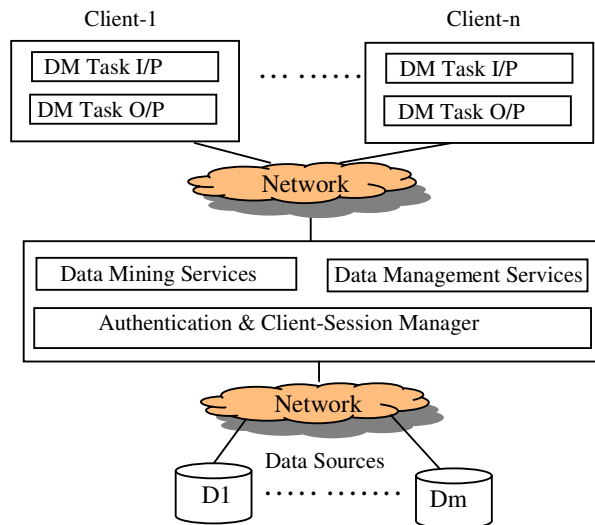 Client-1
Client-n
DM Task I/P
DM Task O/P
DM Task I/P
DM Task O/P
Network
Data Mining Services
Data Management Services
Authentication & Client-Session Manager
Network
Data Sources
D1
Dm